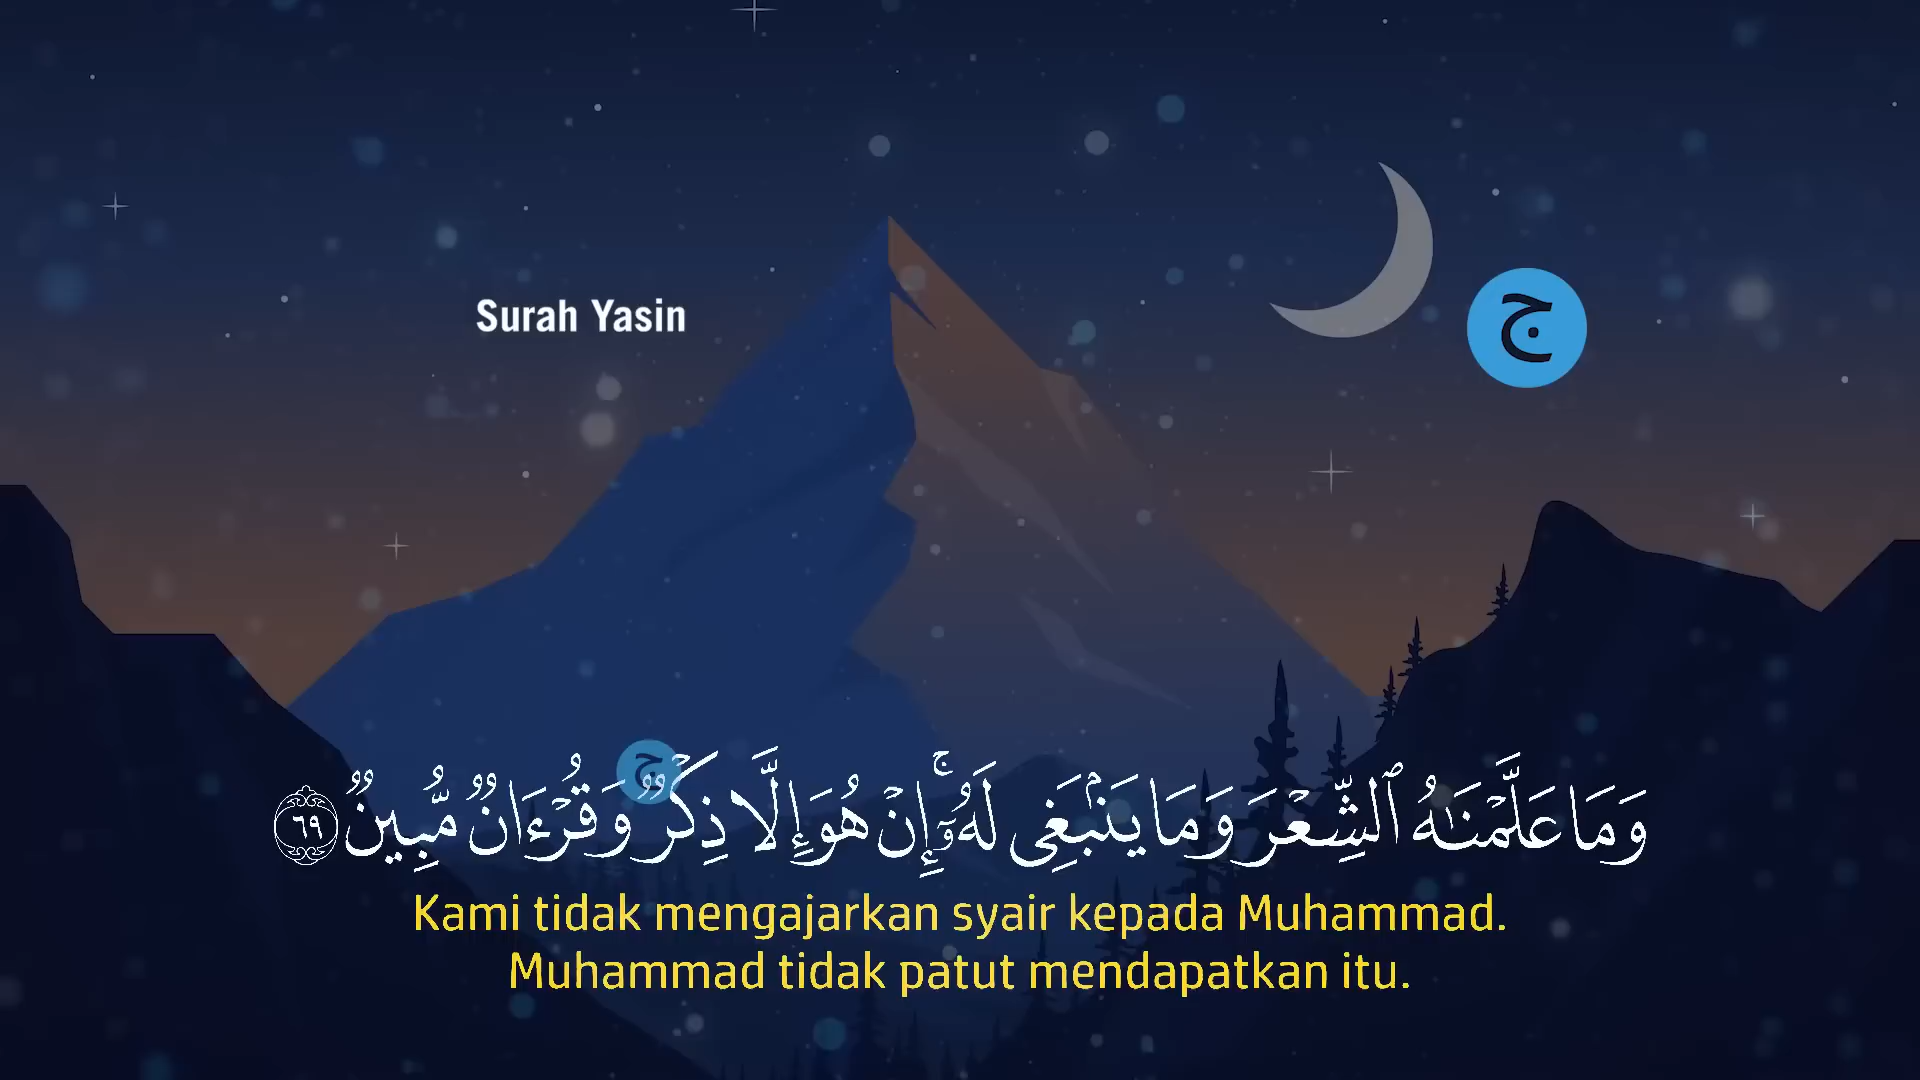 Surah Yasin
ج
ج
وَمَا عَلَّمْنَـٰهُ ٱلشِّعْرَ وَمَا يَنۢبَغِى لَهُۥٓ ۚ إِنْ هُوَ إِلَّا ذِكْرٌ وَقُرْءَانٌ مُّبِينٌ ٦٩
Kami tidak mengajarkan syair kepada Muhammad.
Muhammad tidak patut mendapatkan itu.